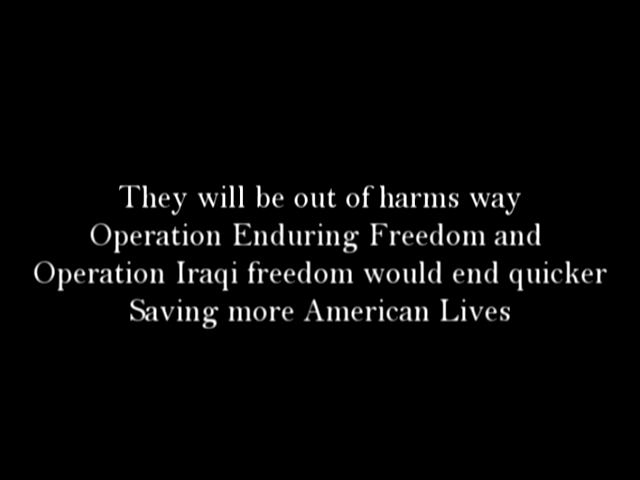 They will be out of harms way
Operation Enduring Freedom and
Operation Iraqi freedom would end quicker
Saving more American Lives